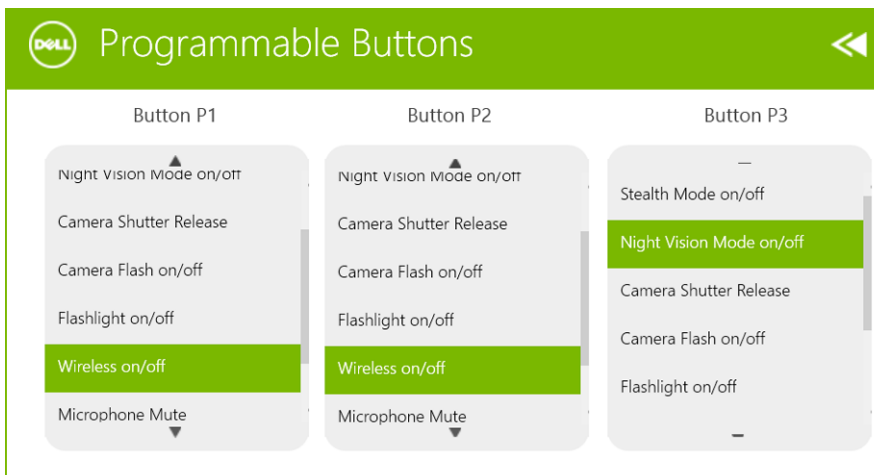 DELL Programmable Buttons
Button P1
Night Vision Mode on/off
Camera Shutter Release
Camera Flash on/off
Flashlight on/off
Wireless on/off
Microphone Mute
Button P2
Night Vision Mode on/off
Camera Shutter Release
Camera Flash on/off
Flashlight on/off
Wireless on/off
Microphone Mute
Button P3
Stealth Mode on/off
Night Vision Mode on/off
Camera Shutter Release
Camera Flash on/off
Flashlight on/off